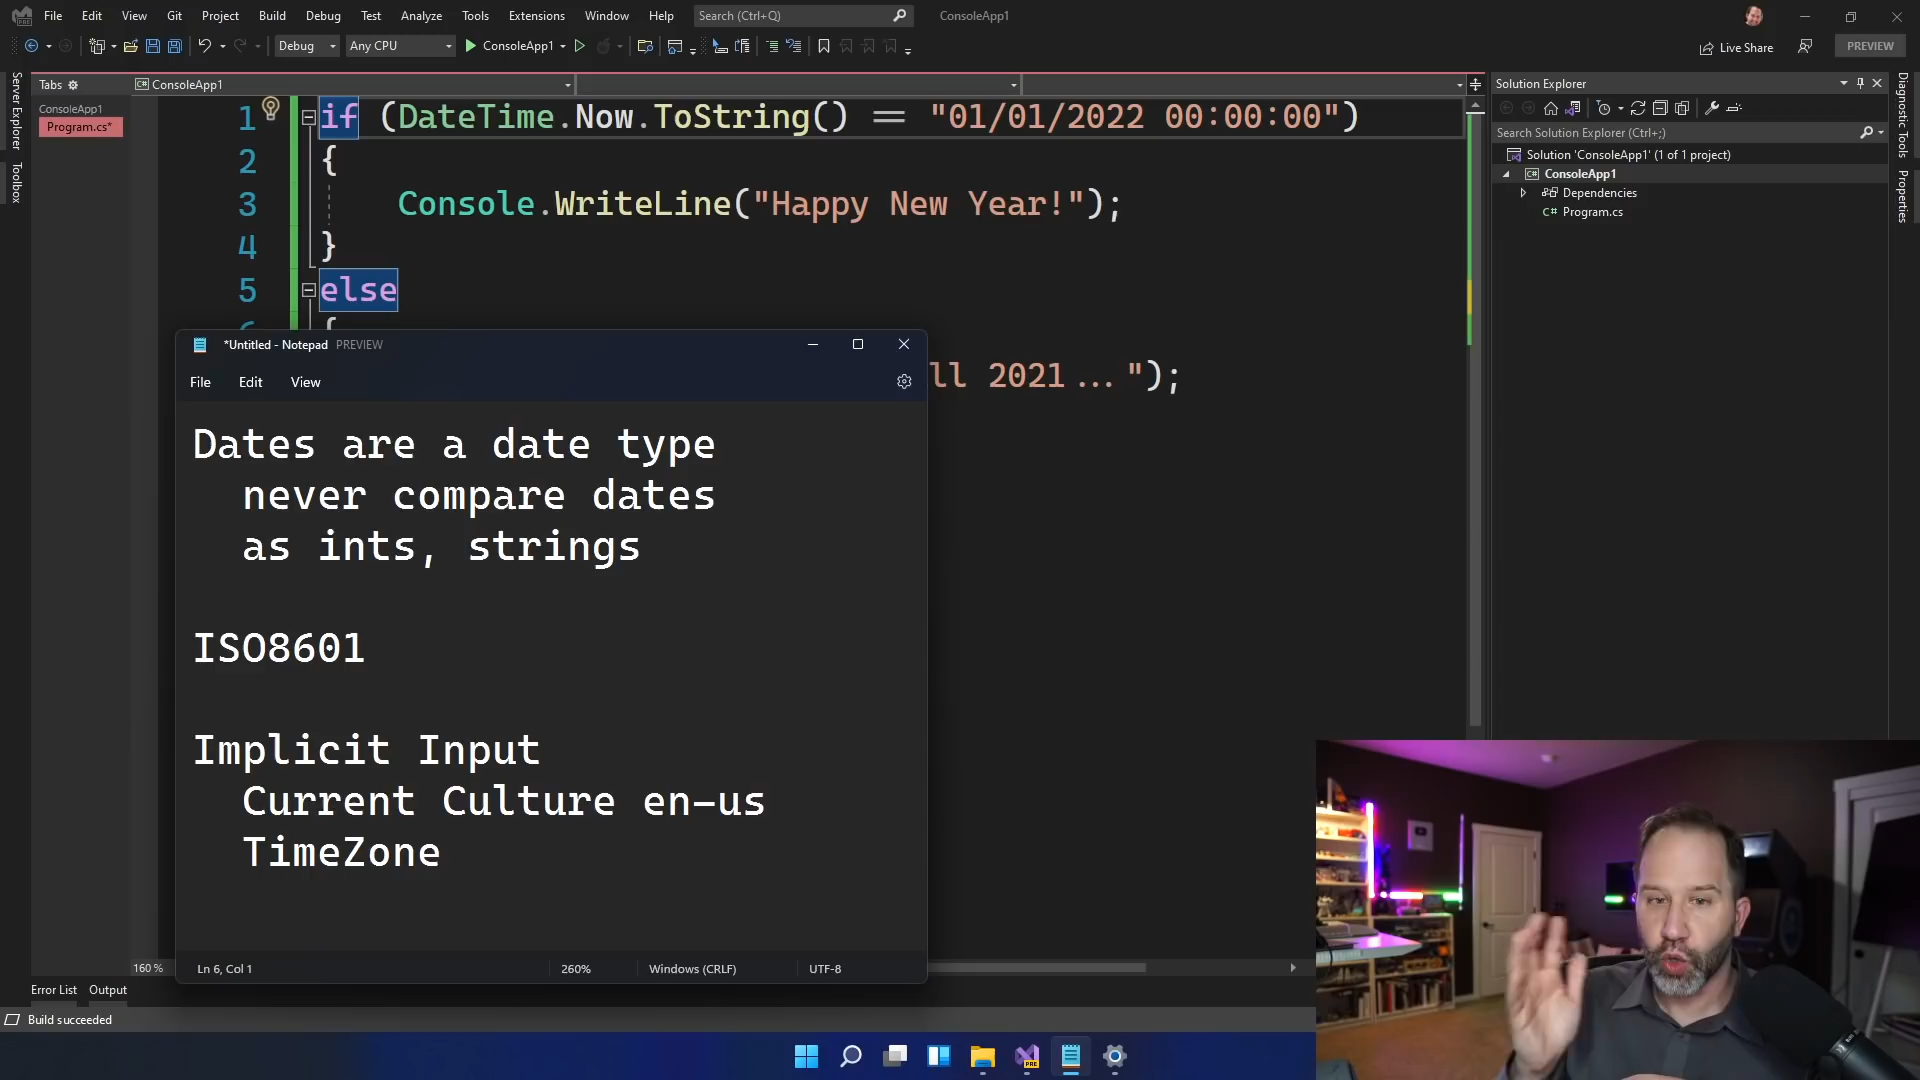 File Edit View Git Project Build Debug Test Analyze Tools Extensions Window Help Search (Ctrl+Q) ConsoleApp1
Debug Any CPU ConsoleApp1 Live Share PREVIEW
Server Explorer
Toolbox
Tabs
ConsoleApp1
Program.cs*
ConsoleApp1
1 if (DateTime.Now.ToString() == "01/01/2022 00:00:00")
2 {
3 Console.WriteLine("Happy New Year!");
4 }
5 else
{
ll 2021 ... ");
*Untitled - Notepad PREVIEW
File Edit View
Dates are a date type
never compare dates
as ints, strings
ISO8601
Implicit Input
Current Culture en-us
TimeZone
Ln 6, Col 1 260% Windows (CRLF) UTF-8
160 %
Error List Output
Build succeeded
Solution Explorer
Search Solution Explorer (Ctrl+;)
Solution 'ConsoleApp1' (1 of 1 project)
ConsoleApp1
Dependencies
C# Program.cs
Diagnostic Tools
Properties